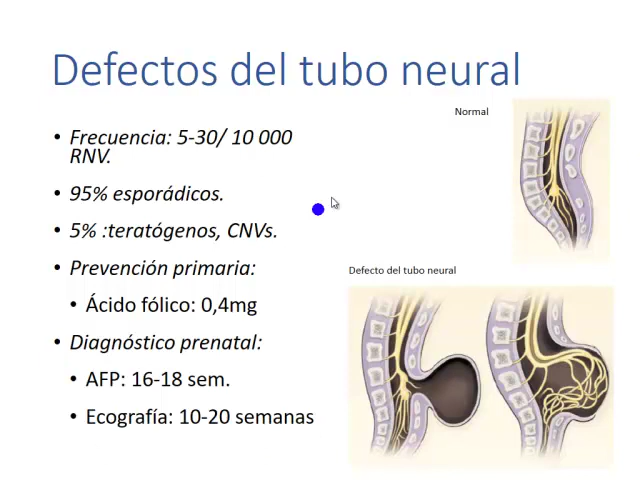 Defectos del tubo neural
Normal
• Frecuencia: 5-30/ 10 000
RNV.
• 95% esporádicos.
• 5% :teratógenos, CNVs.
• Prevención primaria:
Defecto del tubo neural
• Ácido fólico: 0,4mg
• Diagnóstico prenatal:
• AFP: 16-18 sem.
• Ecografía: 10-20 semanas